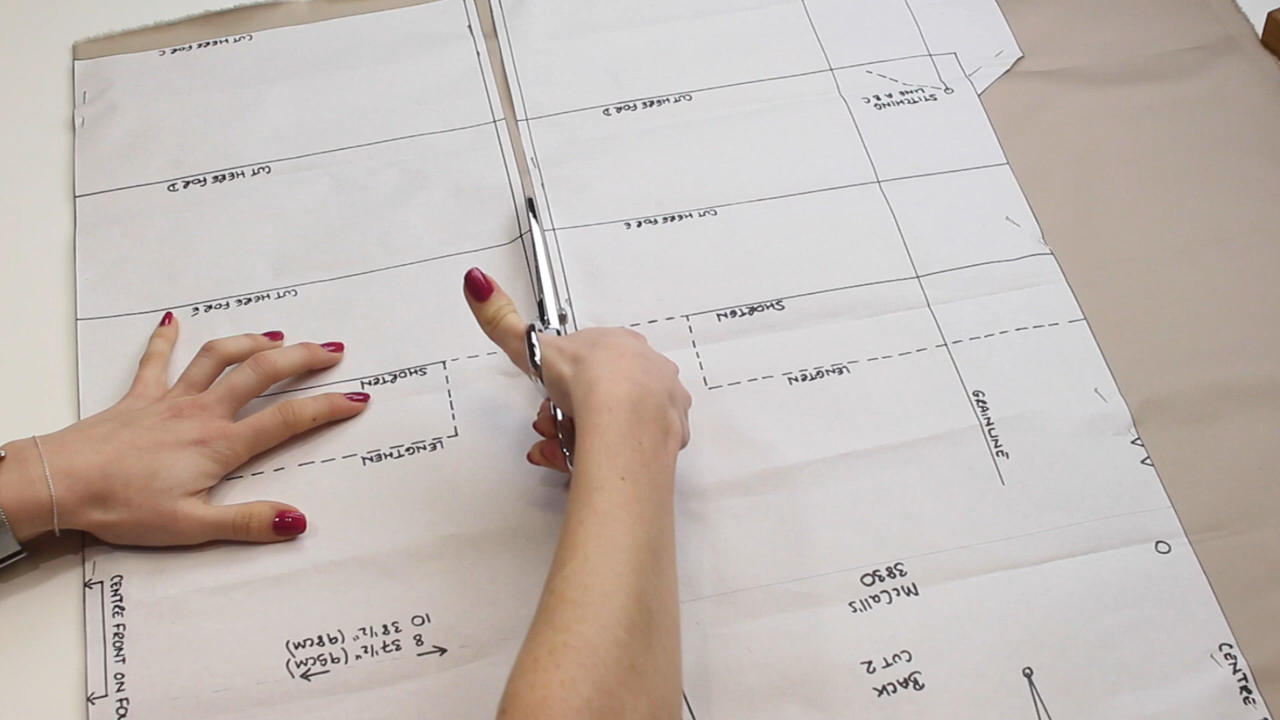 CUT HERE FOR C
CUT HERE FOR D
CUT HERE FOR E
SHORTEN
LENGTHEN
CENTRE FRONT ON
10 38½" (98CM)
8 37½" (95CM)
STITCHING
LINE A B C
CUT HERE FOR D
CUT HERE FOR E
SHORTEN
LENGTEN
GRAINLINE
McCall's
3830
BACK
CUT 2
CENTRE